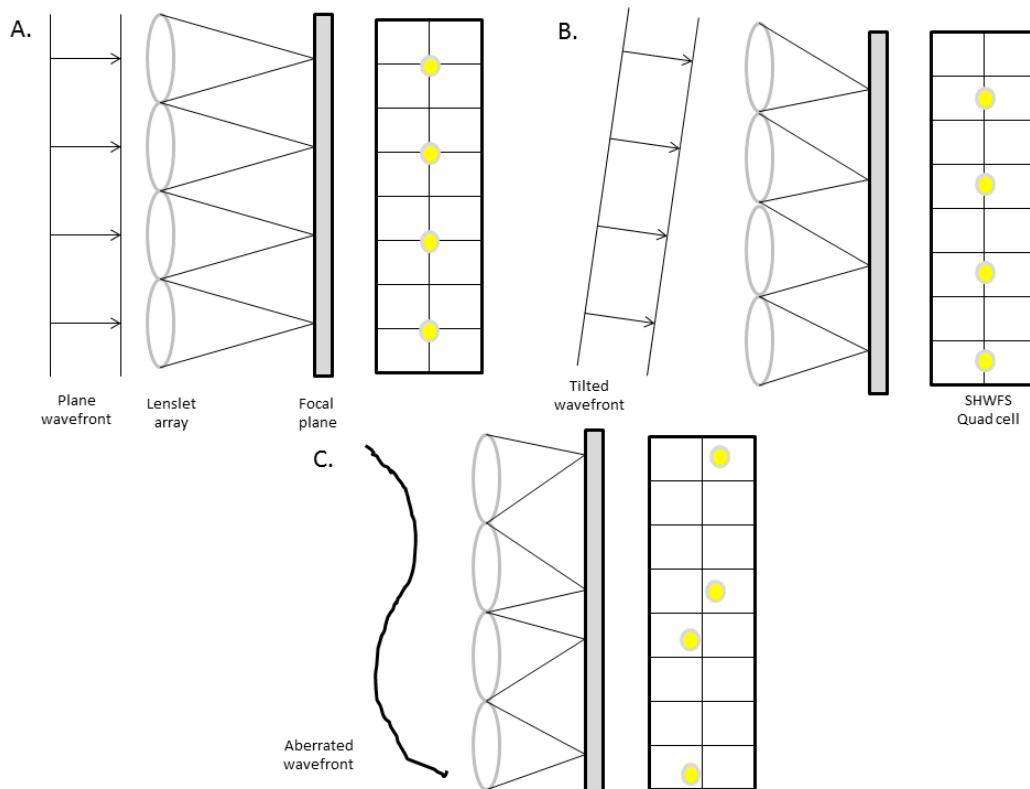 A.
Plane
wavefront
Lenslet
array
Focal
plane
B.
Tilted
wavefront
SHWFS
Quad cell
C.
Aberrated
wavefront